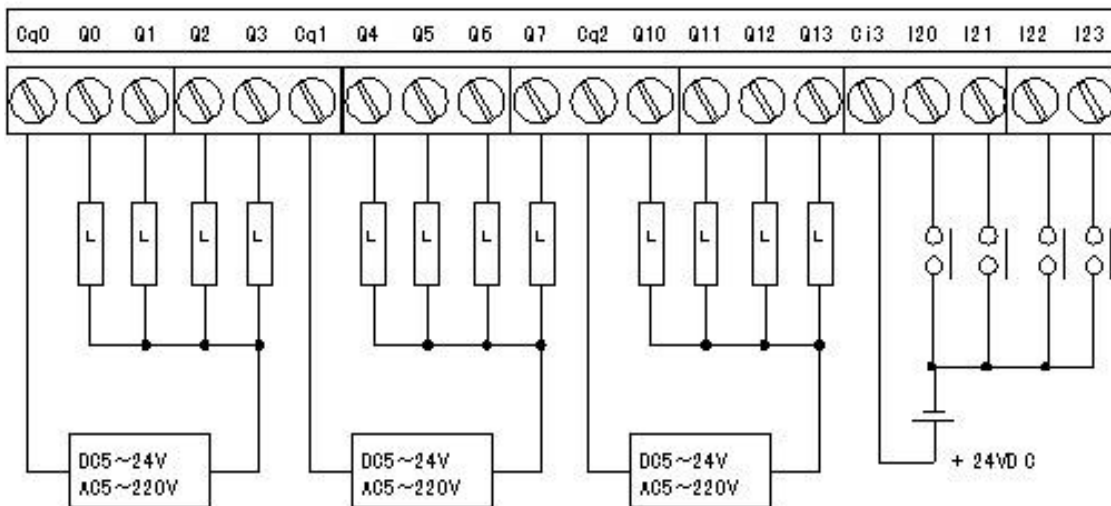 Cq0 Q0 Q1 Q2 Q3 Cq1 Q4 Q5 Q6 Q7 Cq2 Q10 Q11 Q12 Q13 Ci3 I20 I21 I22 I23
L L L L L L L L L L L L
DC5~24V DC5~24V DC5~24V + 24VD C
AC5~220V AC5~220V AC5~220V